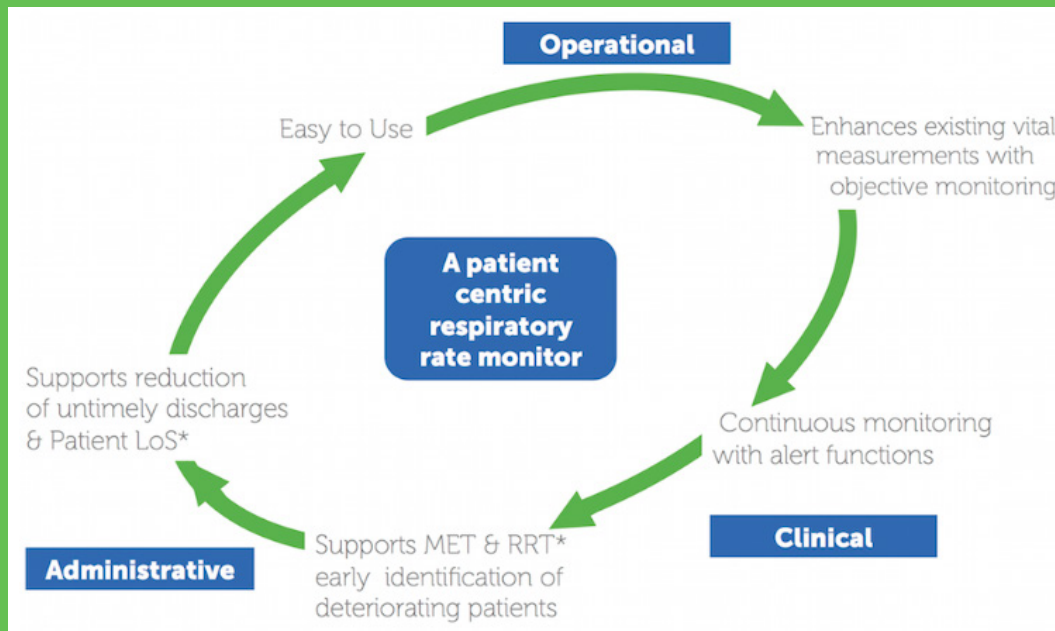 Operational
Easy to Use
Enhances existing vital
measurements with
objective monitoring
A patient
centric
respiratory
rate monitor
Supports reduction
of untimely discharges
& Patient LoS*
Continuous monitoring
with alert functions
Clinical
Supports MET & RRT*
early identification of
deteriorating patients
Administrative